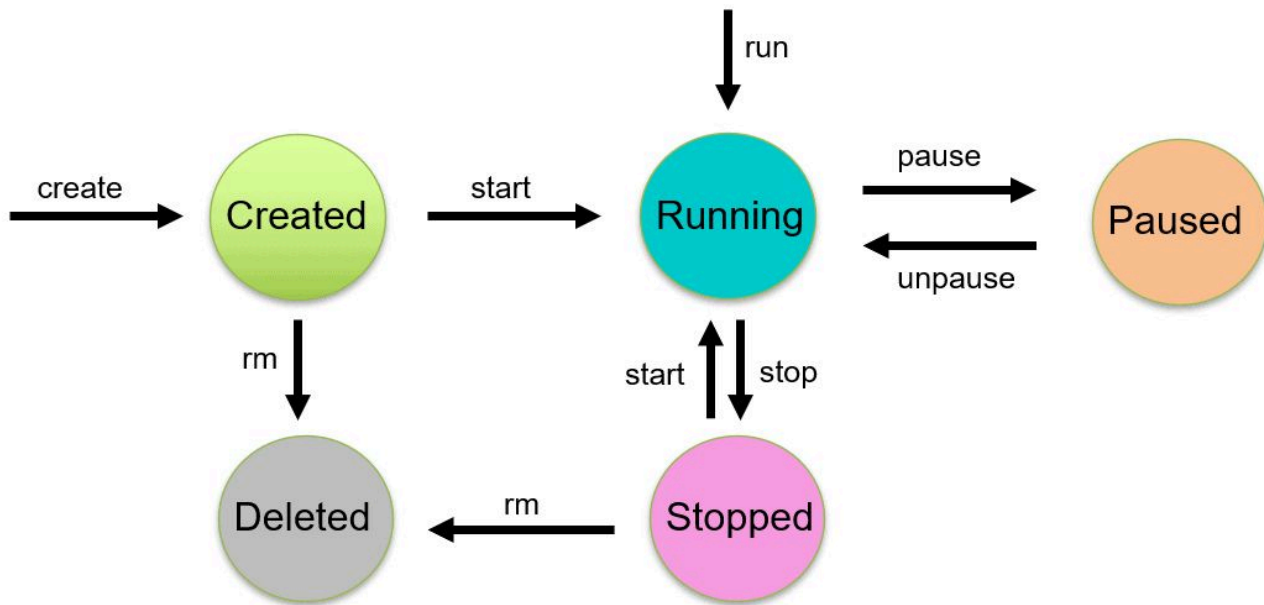 run
create
Created
start
Running
pause
unpause
Paused
rm
start
stop
Deleted
rm
Stopped